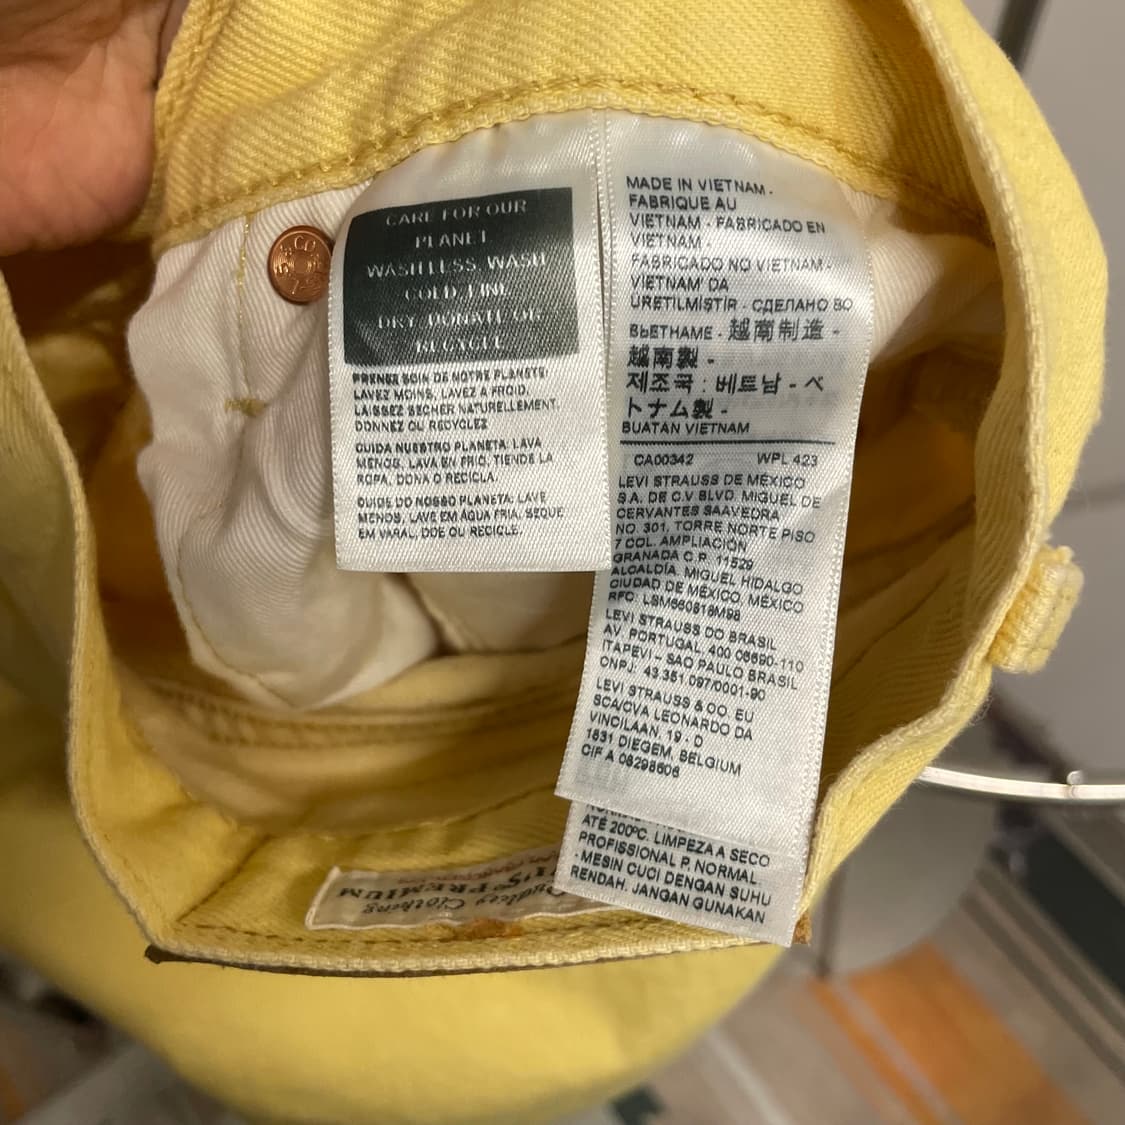 CARE FOR OUR
PLANET
WASH LESS, WASH
COLD, LINE
DRY, DONATE OR
RECYCLE
PRENEZ SOIN DE NOTRE PLANÈTE:
LAVEZ MOINS, LAVEZ A FROID,
LAISSEZ SÉCHER NATURELLEMENT,
DONNEZ OU RECYCLEZ
CUIDA NUESTRO PLANETA: LAVA
MENOS, LAVA EN FRIO, TIENDE LA
ROPA, DONA O RECICLA.
CUIDE DO NOSSO PLANETA: LAVE
MENOS, LAVE EM ÁGUA FRIA, SEQUE
EM VARAL, DOE OU RECICLE.
MADE IN VIETNAM -
FABRIQUE AU
VIETNAM - FABRICADO EN
VIETNAM -
FABRICADO NO VIETNAM -
VIETNAM' DA
ÜRETILMISTIR - СДЕЛАНО ВО
ВЬЕТНАМЕ - 越南制造 -
越南製 -
제조국 : 베트남 - ベ
トナム製 -
BUATAN VIETNAM
CA00342 WPL 423
LEVI STRAUSS DE MÉXICO
S.A. DE C.V BLVD. MIGUEL DE
CERVANTES SAAVEDRA
NO. 301, TORRE NORTE PISO
7 COL. AMPLIACIÓN
GRANADA C.P. 11529
ALCALDÍA, MIGUEL HIDALGO
CIUDAD DE MÉXICO, MÉXICO
RFC: LSM860818M98
LEVI STRAUSS DO BRASIL
AV. PORTUGAL, 400 06690-110
ITAPEVI - SAO PAULO BRASIL
CNPJ: 43.351.097/0001-90
LEVI STRAUSS & CO. EU
SCA/CVA LEONARDO DA
VINCILAAN, 19 - D
1831 DIEGEM, BELGIUM
CIF A 08298606
ATÉ 200ºC. LIMPEZA A SECO
PROFISSIONAL P, NORMAL.
- MESIN CUCI DENGAN SUHU
RENDAH. JANGAN GUNAKAN
Quality Clothing
PREMIUM